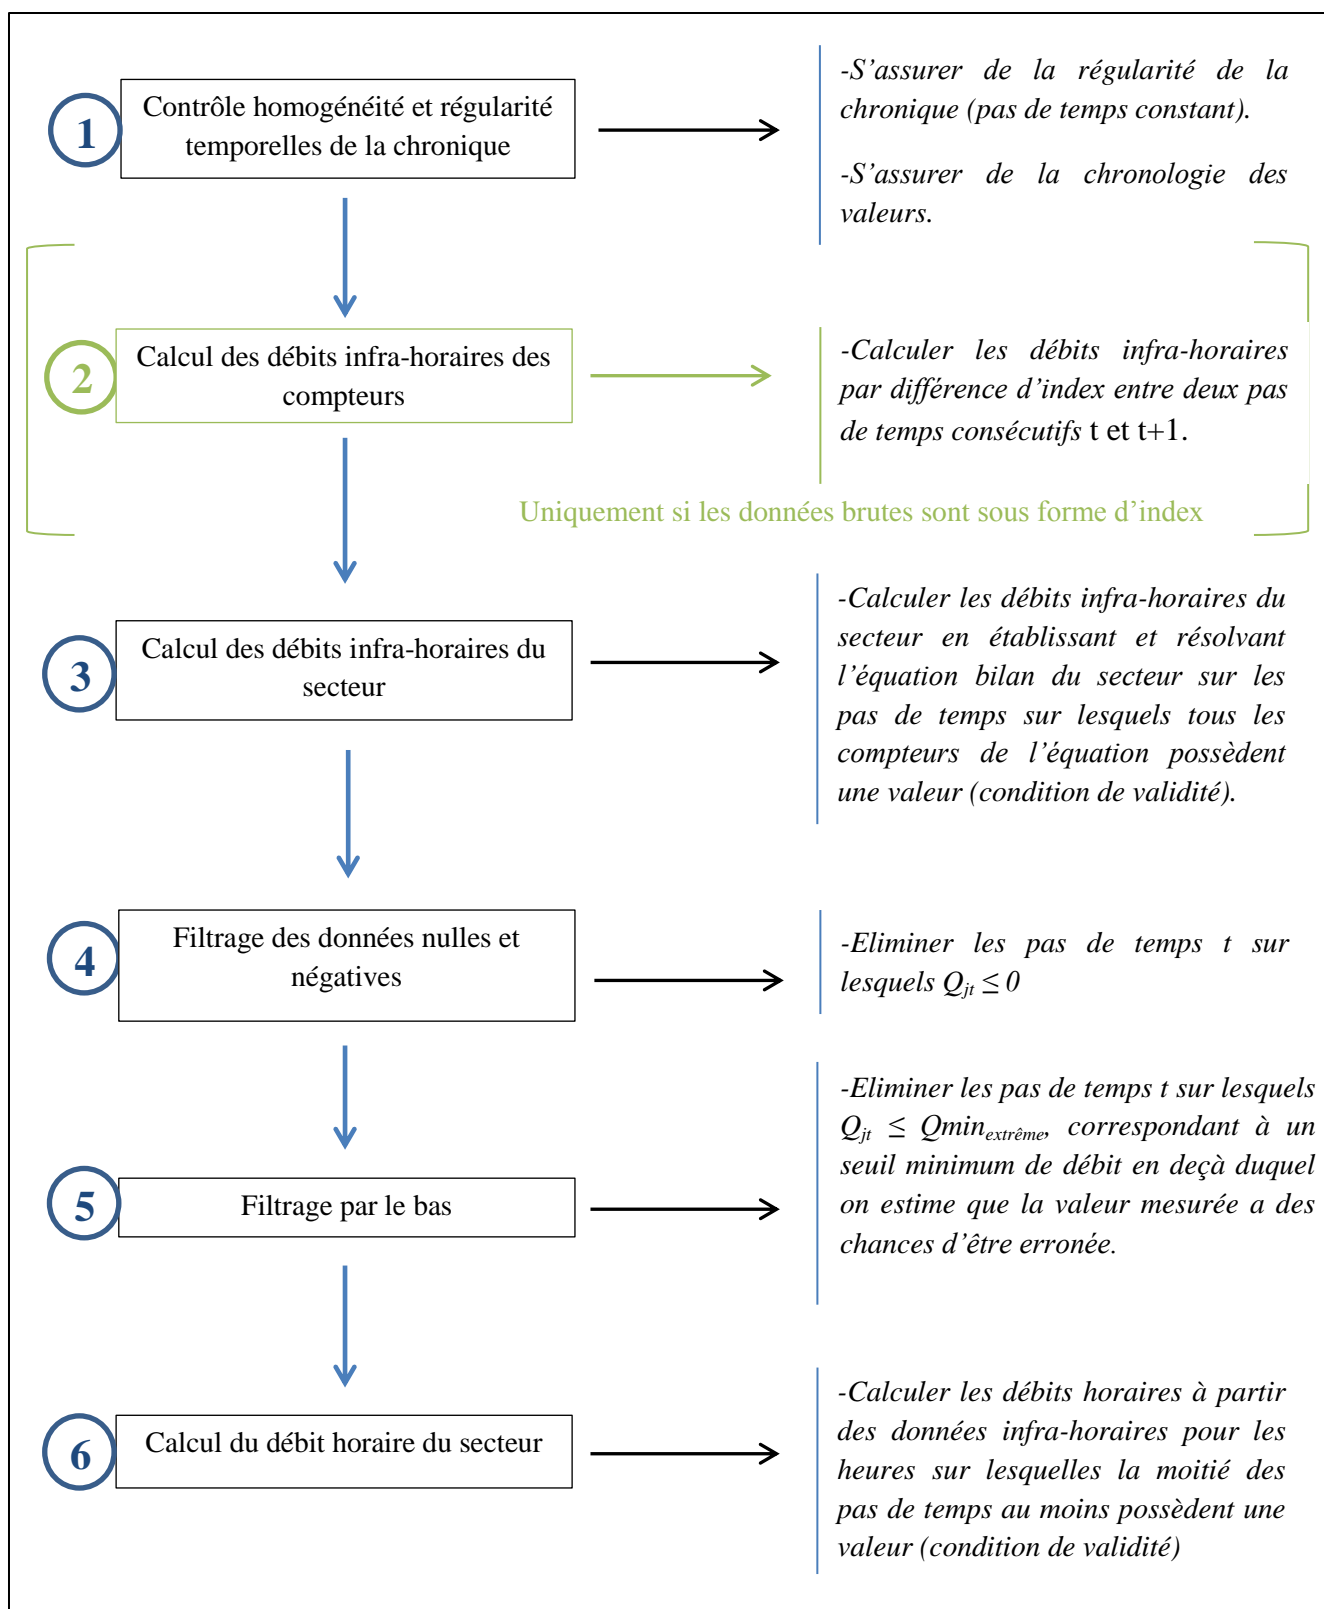 1
Contrôle homogénéité et régularité
temporelles de la chronique
-S’assurer de la régularité de la
chronique (pas de temps constant).
-S’assurer de la chronologie des
valeurs.
2
Calcul des débits infra-horaires des
compteurs
-Calculer les débits infra-horaires
par différence d’index entre deux pas
de temps consécutifs t et t+1.
Uniquement si les données brutes sont sous forme d’index
3
Calcul des débits infra-horaires du
secteur
-Calculer les débits infra-horaires du
secteur en établissant et résolvant
l’équation bilan du secteur sur les
pas de temps sur lesquels tous les
compteurs de l’équation possèdent
une valeur (condition de validité).
4
Filtrage des données nulles et
négatives
-Eliminer les pas de temps t sur
lesquels Qjt ≤ 0
5
Filtrage par le bas
-Eliminer les pas de temps t sur lesquels
Qjt ≤ Qminextrême, correspondant à un
seuil minimum de débit en deçà duquel
on estime que la valeur mesurée a des
chances d’être erronée.
6
Calcul du débit horaire du secteur
-Calculer les débits horaires à partir
des données infra-horaires pour les
heures sur lesquelles la moitié des
pas de temps au moins possèdent une
valeur (condition de validité)